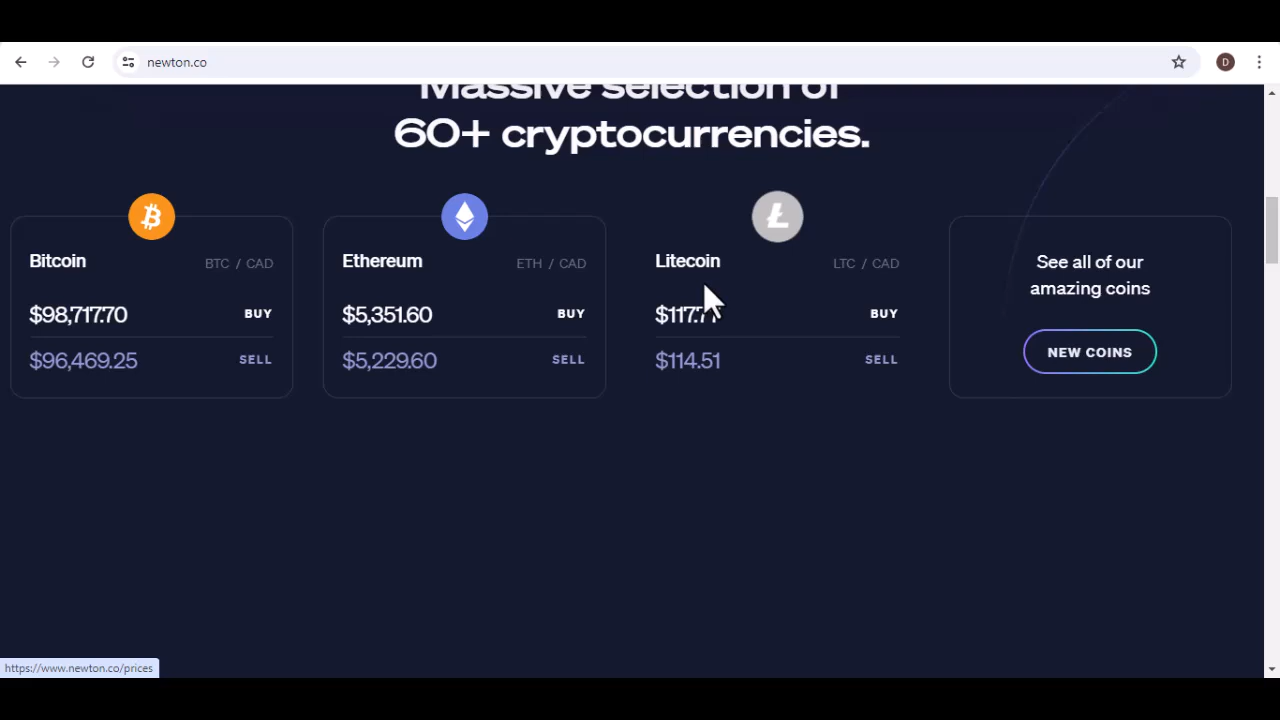 newton.co
D
Massive selection of
60+ cryptocurrencies.
Bitcoin BTC / CAD
$98,717.70 BUY
$96,469.25 SELL
Ethereum ETH / CAD
$5,351.60 BUY
$5,229.60 SELL
Litecoin LTC / CAD
BUY
$114.51 SELL
See all of our
amazing coins
NEW COINS
https://www.newton.co/prices